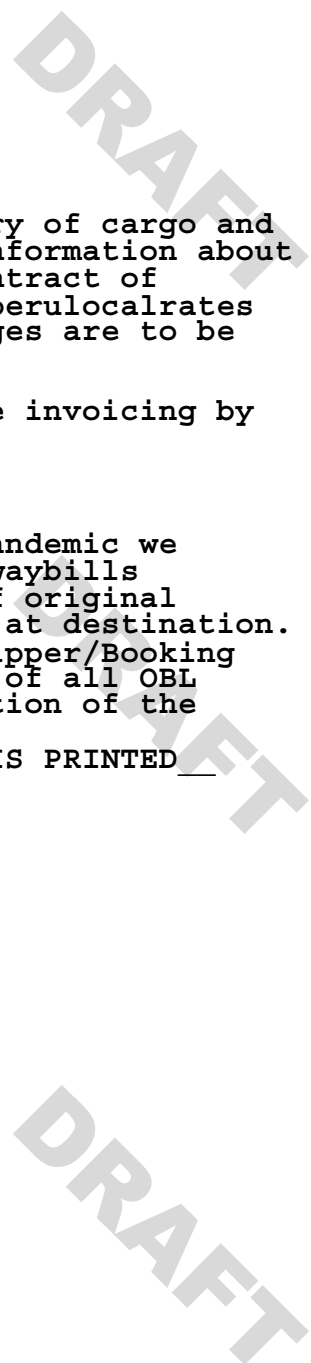 DRAFT
ry of cargo and
nformation about
ntract of
perulocalrates
ges are to be
e invoicing by
andemic we
waybills
f original
at destination.
ipper/Booking
of all OBL
tion of the
DRAFT
IS PRINTED__
DRAFT